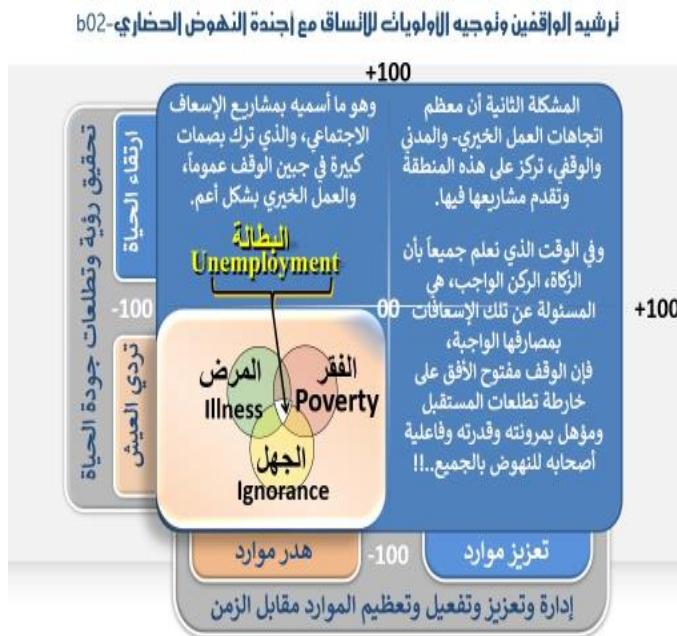 ترشيد الواقفين وتوجيه الأولويات للاتساق مع أجندة النهوض الحضاري-b02
+100
المشكلة الثانية أن معظم
اتجاهات العمل الخيري- والمدني
والوقفي، تركز على هذه المنطقة
وتقدم مشاريعها فيها.
وفي الوقت الذي نعلم جميعاً بأن
الزكاة، الركن الواجب، هي
المسئولة عن تلك الإسعافات
بمصارفها الواجبة،
فإن الوقف مفتوح الأفق على
خارطة تطلعات المستقبل
ومؤهل بمرونته وقدرته وفاعلية
أصحابه للنهوض بالجميع..!!
وهو ما أسميه بمشاريع الإسعاف
الاجتماعي، والذي ترك بصمات
كبيرة في جبين الوقف عموماً،
والعمل الخيري بشكل أعم.
البطالة
Unemployment
+100
00
-100
الفقر
Poverty
المرض
Illness
الجهل
Ignorance
ارتقاء الحياة
تردي العيش
تحقيق رؤية وتطلعات جودة الحياة
تعزيز موارد
-100
هدر موارد
إدارة وتعزيز وتفعيل وتعظيم الموارد مقابل الزمن